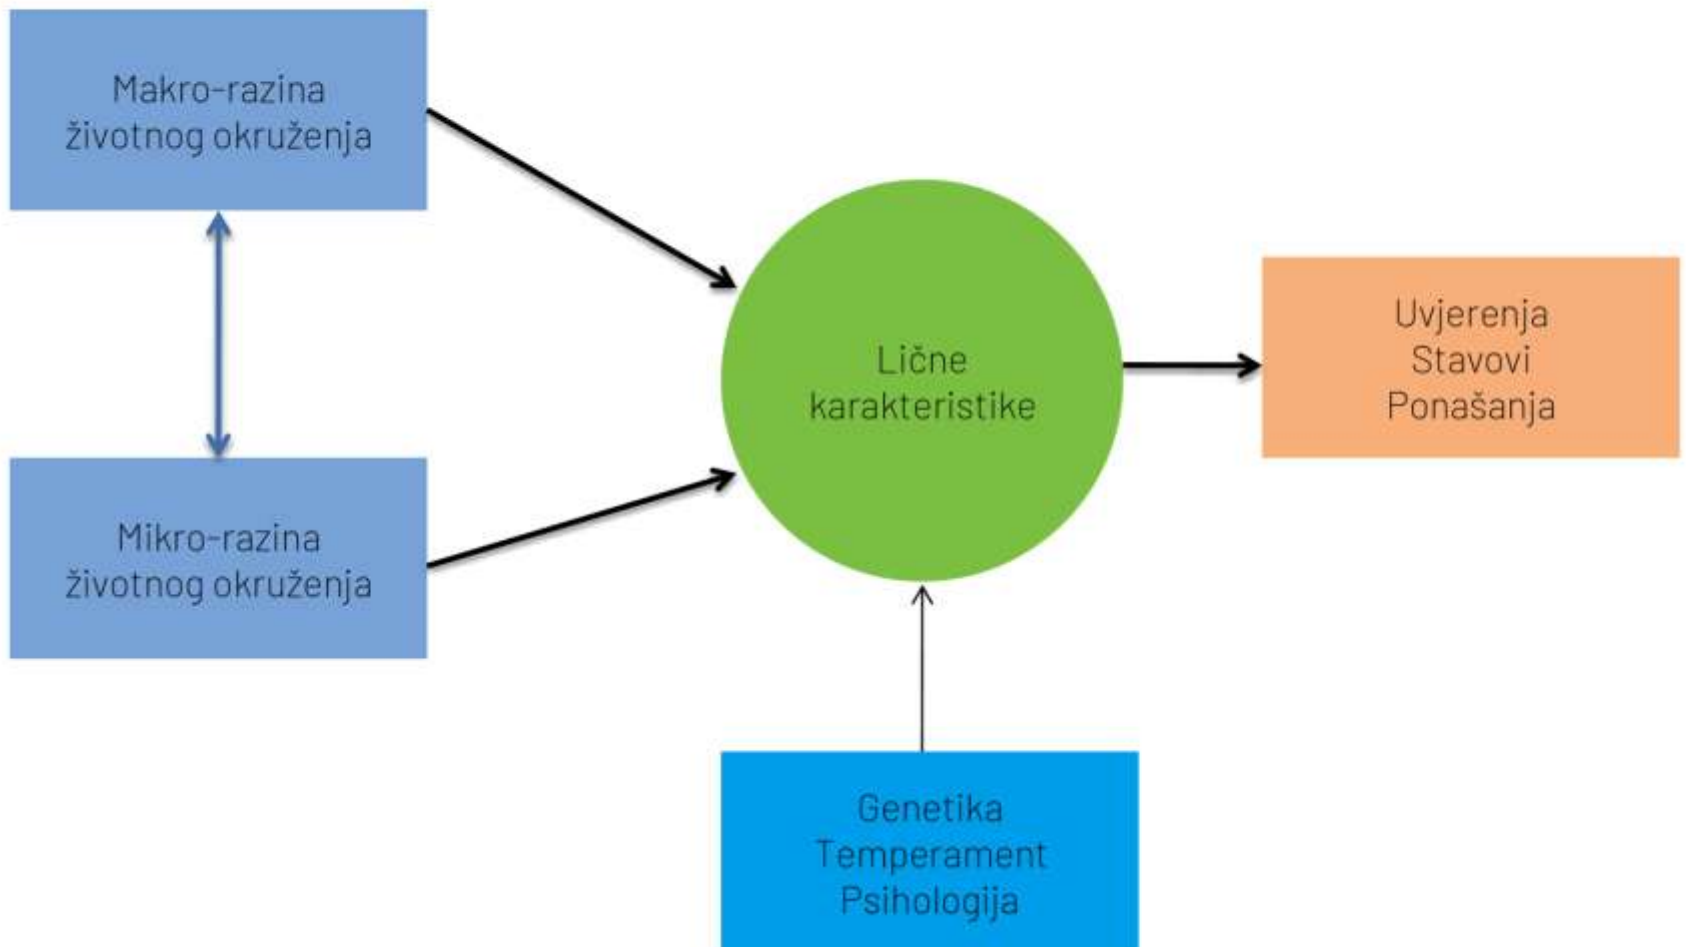 Makro-razina
životnog okruženja
Mikro-razina
životnog okruženja
Lične
karakteristike
Uvjerenja
Stavovi
Ponašanja
Genetika
Temperament
Psihologija